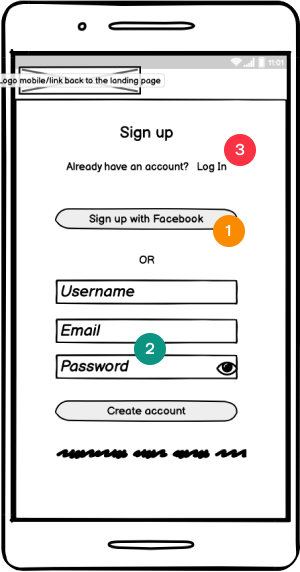 11:01
Logo mobile/link back to the landing page
Sign up
Already have an account? Log In
3
Sign up with Facebook
1
OR
Username
Email
2
Password
Create account